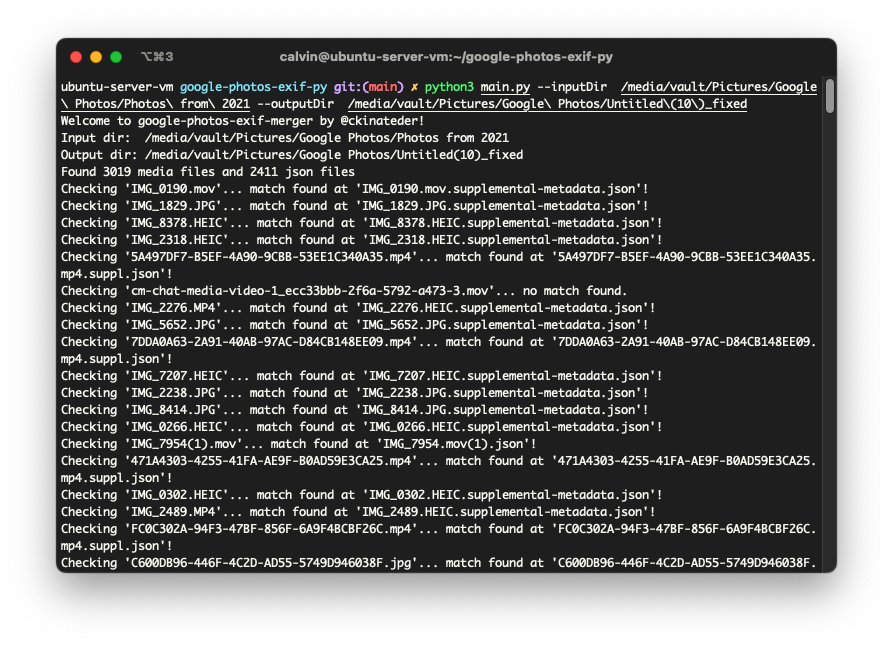 ⌥⌘3
calvin@ubuntu-server-vm:~/google-photos-exif-py
ubuntu-server-vm google-photos-exif-py git:(main) ✗ python3 main.py --inputDir  /media/vault/Pictures/Google
\ Photos/Photos\ from\ 2021 --outputDir  /media/vault/Pictures/Google\ Photos/Untitled\(10\)_fixed
Welcome to google-photos-exif-merger by @ckinateder!
Input dir:  /media/vault/Pictures/Google Photos/Photos from 2021
Output dir: /media/vault/Pictures/Google Photos/Untitled(10)_fixed
Found 3019 media files and 2411 json files
Checking 'IMG_0190.mov'... match found at 'IMG_0190.mov.supplemental-metadata.json'!
Checking 'IMG_1829.JPG'... match found at 'IMG_1829.JPG.supplemental-metadata.json'!
Checking 'IMG_8378.HEIC'... match found at 'IMG_8378.HEIC.supplemental-metadata.json'!
Checking 'IMG_2318.HEIC'... match found at 'IMG_2318.HEIC.supplemental-metadata.json'!
Checking '5A497DF7-B5EF-4A90-9CBB-53EE1C340A35.mp4'... match found at '5A497DF7-B5EF-4A90-9CBB-53EE1C340A35.
mp4.suppl.json'!
Checking 'cm-chat-media-video-1_ecc33bbb-2f6a-5792-a473-3.mov'... no match found.
Checking 'IMG_2276.MP4'... match found at 'IMG_2276.HEIC.supplemental-metadata.json'!
Checking 'IMG_5652.JPG'... match found at 'IMG_5652.JPG.supplemental-metadata.json'!
Checking '7DDA0A63-2A91-40AB-97AC-D84CB148EE09.mp4'... match found at '7DDA0A63-2A91-40AB-97AC-D84CB148EE09.
mp4.suppl.json'!
Checking 'IMG_7207.HEIC'... match found at 'IMG_7207.HEIC.supplemental-metadata.json'!
Checking 'IMG_2238.JPG'... match found at 'IMG_2238.JPG.supplemental-metadata.json'!
Checking 'IMG_8414.JPG'... match found at 'IMG_8414.JPG.supplemental-metadata.json'!
Checking 'IMG_0266.HEIC'... match found at 'IMG_0266.HEIC.supplemental-metadata.json'!
Checking 'IMG_7954(1).mov'... match found at 'IMG_7954.mov(1).json'!
Checking '471A4303-4255-41FA-AE9F-B0AD59E3CA25.mp4'... match found at '471A4303-4255-41FA-AE9F-B0AD59E3CA25.
mp4.suppl.json'!
Checking 'IMG_0302.HEIC'... match found at 'IMG_0302.HEIC.supplemental-metadata.json'!
Checking 'IMG_2489.MP4'... match found at 'IMG_2489.HEIC.supplemental-metadata.json'!
Checking 'FC0C302A-94F3-47BF-856F-6A9F4BCBF26C.mp4'... match found at 'FC0C302A-94F3-47BF-856F-6A9F4BCBF26C.
mp4.suppl.json'!
Checking 'C600DB96-446F-4C2D-AD55-5749D946038F.jpg'... match found at 'C600DB96-446F-4C2D-AD55-5749D946038F.